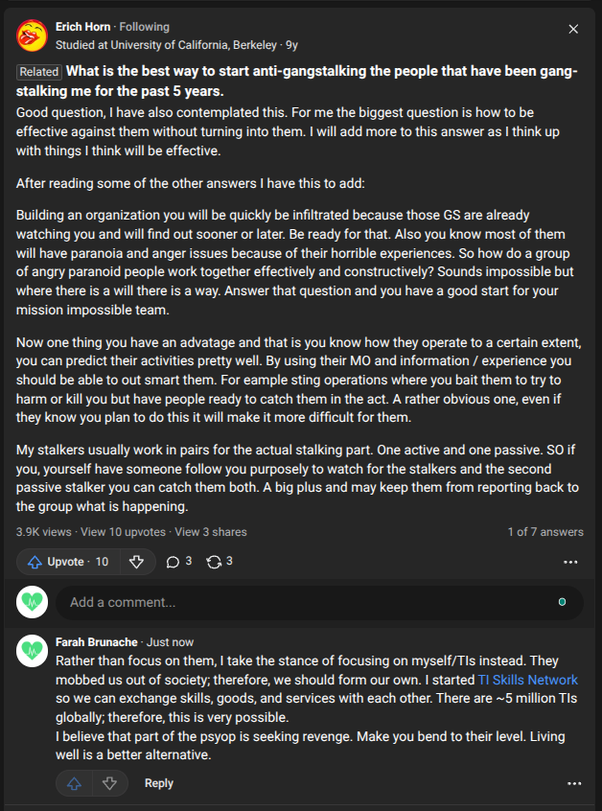 Erich Horn · Following
Studied at University of California, Berkeley · 9y
Related What is the best way to start anti-gangstalking the people that have been gang-
stalking me for the past 5 years.
Good question, I have also contemplated this. For me the biggest question is how to be
effective against them without turning into them. I will add more to this answer as I think up
with things I think will be effective.
After reading some of the other answers I have this to add:
Building an organization you will be quickly be infiltrated because those GS are already
watching you and will find out sooner or later. Be ready for that. Also you know most of them
will have paranoia and anger issues because of their horrible experiences. So how do a group
of angry paranoid people work together effectively and constructively? Sounds impossible but
where there is a will there is a way. Answer that question and you have a good start for your
mission impossible team.
Now one thing you have an advatage and that is you know how they operate to a certain extent,
you can predict their activities pretty well. By using their MO and information / experience you
should be able to out smart them. For eample sting operations where you bait them to try to
harm or kill you but have people ready to catch them in the act. A rather obvious one, even if
they know you plan to do this it will make it more difficult for them.
My stalkers usually work in pairs for the actual stalking part. One active and one passive. SO if
you, yourself have someone follow you purposely to watch for the stalkers and the second
passive stalker you can catch them both. A big plus and may keep them from reporting back to
the group what is happening.
3.9K views · View 10 upvotes · View 3 shares
1 of 7 answers
Upvote · 10
3
3
Add a comment...
Farah Brunache · Just now
Rather than focus on them, I take the stance of focusing on myself/TIs instead. They
mobbed us out of society; therefore, we should form our own. I started TI Skills Network
so we can exchange skills, goods, and services with each other. There are ~5 million TIs
globally; therefore, this is very possible.
I believe that part of the psyop is seeking revenge. Make you bend to their level. Living
well is a better alternative.
Reply